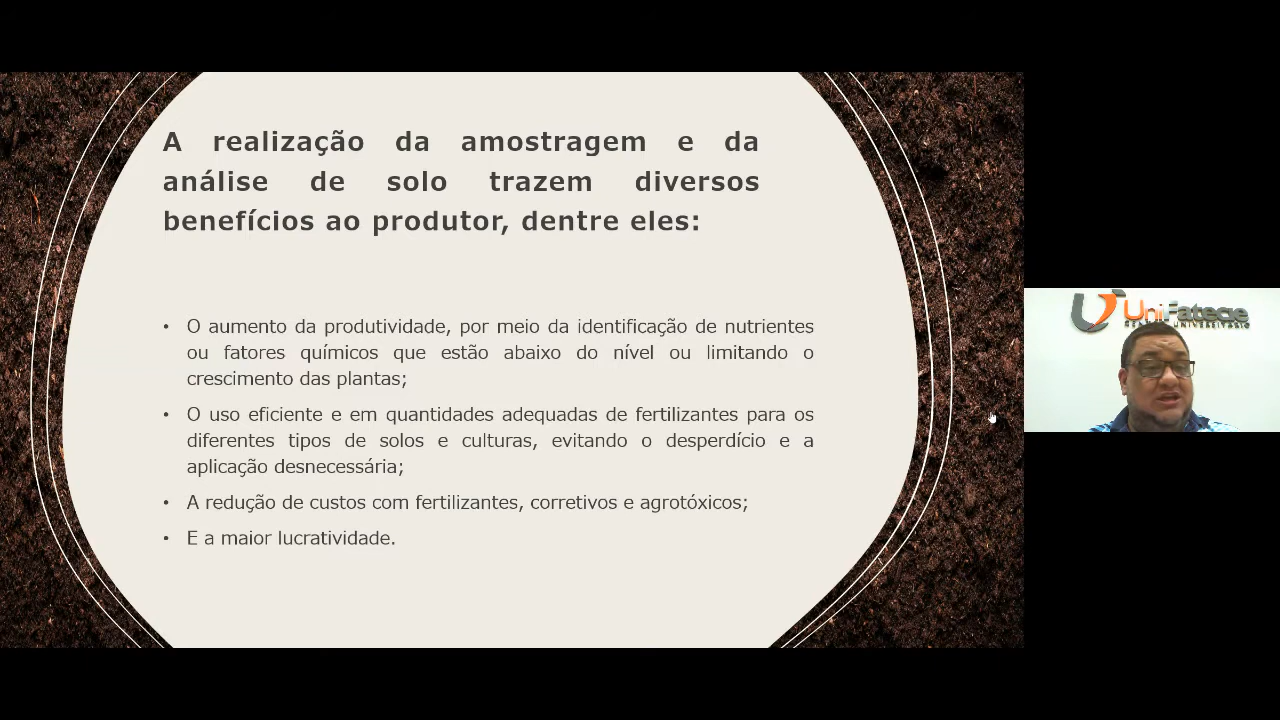 A realização da amostragem e da
análise de solo trazem diversos
benefícios ao produtor, dentre eles:
• O aumento da produtividade, por meio da identificação de nutrientes
ou fatores químicos que estão abaixo do nível ou limitando o
crescimento das plantas;
• O uso eficiente e em quantidades adequadas de fertilizantes para os
diferentes tipos de solos e culturas, evitando o desperdício e a
aplicação desnecessária;
• A redução de custos com fertilizantes, corretivos e agrotóxicos;
• E a maior lucratividade.
UniFatecie